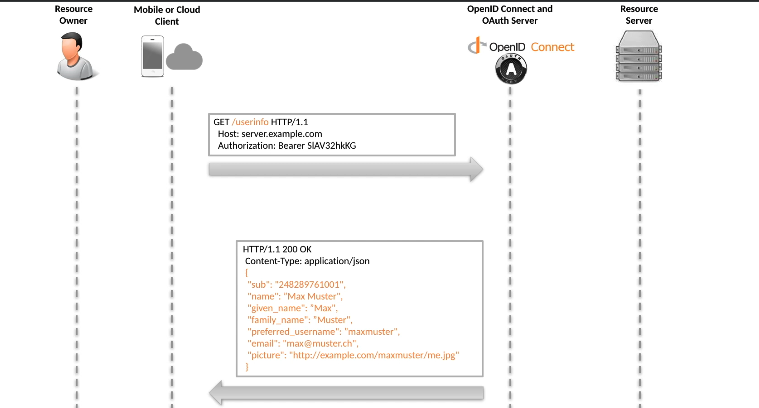 Resource
Owner
Mobile or Cloud
Client
OpenID Connect and
OAuth Server
Resource
Server
OpenID Connect
A
GET /userinfo HTTP/1.1
Host: server.example.com
Authorization: Bearer SlAV32hkKG
HTTP/1.1 200 OK
Content-Type: application/json
{
"sub": "248289761001",
"name": "Max Muster",
"given_name": "Max",
"family_name": "Muster",
"preferred_username": "maxmuster",
"email": "max@muster.ch",
"picture": "http://example.com/maxmuster/me.jpg"
}